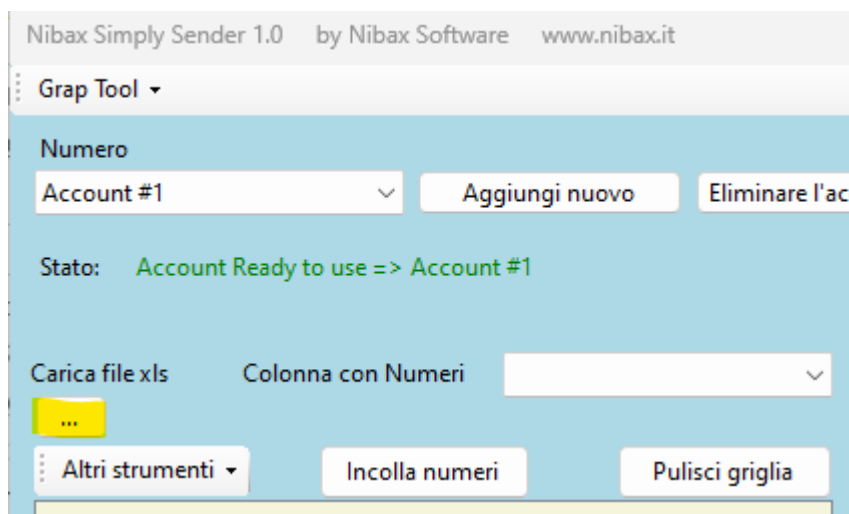 Nibax Simply Sender 1.0 by Nibax Software www.nibax.it
Grap Tool
Numero
Account #1 Aggiungi nuovo Eliminare l'ac
Stato: Account Ready to use => Account #1
Carica file xls Colonna con Numeri
...
Altri strumenti Incolla numeri Pulisci griglia